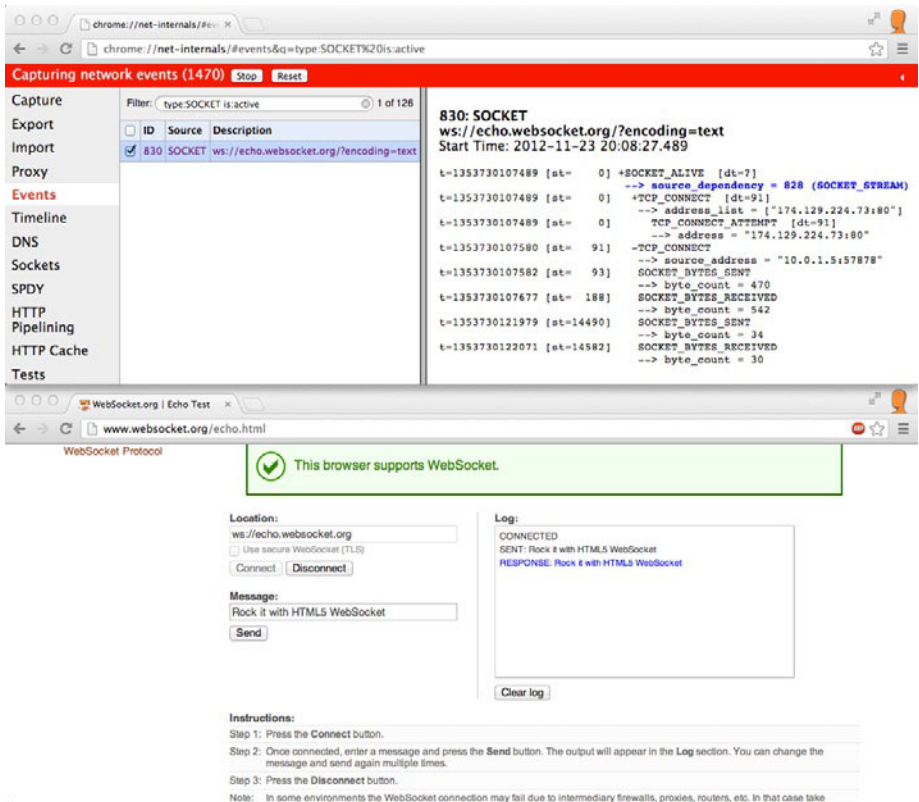 chrome://net-internals/#ev
chrome://net-internals/#events&q=type:SOCKET%20is:active
Capturing network events (1470) Stop Reset
Capture
Export
Import
Proxy
Events
Timeline
DNS
Sockets
SPDY
HTTP
Pipelining
HTTP Cache
Tests
Filter: type:SOCKET is:active 1 of 126
ID Source Description
830 SOCKET ws://echo.websocket.org/?encoding=text
830: SOCKET
ws://echo.websocket.org/?encoding=text
Start Time: 2012-11-23 20:08:27.489
t=1353730107489 [st= 0] +SOCKET_ALIVE [dt=?]
--> source_dependency = 828 (SOCKET_STREAM)
t=1353730107489 [st= 0] +TCP_CONNECT [dt=91]
--> address_list = ["174.129.224.73:80"]
t=1353730107489 [st= 0] TCP_CONNECT_ATTEMPT [dt=91]
--> address = "174.129.224.73:80"
t=1353730107580 [st= 91] -TCP_CONNECT
--> source_address = "10.0.1.5:57878"
t=1353730107582 [st= 93] SOCKET_BYTES_SENT
--> byte_count = 470
t=1353730107677 [st= 188] SOCKET_BYTES_RECEIVED
--> byte_count = 542
t=1353730121979 [st=14490] SOCKET_BYTES_SENT
--> byte_count = 34
t=1353730122071 [st=14582] SOCKET_BYTES_RECEIVED
--> byte_count = 30
WebSocket.org | Echo Test
www.websocket.org/echo.html
WebSocket Protocol
This browser supports WebSocket.
Location:
ws://echo.websocket.org
Use secure WebSocket (TLS)
Connect Disconnect
Message:
Rock it with HTML5 WebSocket
Send
Log:
CONNECTED
SENT: Rock it with HTML5 WebSocket
RESPONSE: Rock it with HTML5 WebSocket
Clear log
Instructions:
Step 1: Press the Connect button.
Step 2: Once connected, enter a message and press the Send button. The output will appear in the Log section. You can change the
message and send again multiple times.
Step 3: Press the Disconnect button.
Note: In some environments the WebSocket connection may fail due to intermediary firewalls, proxies, routers, etc. In that case take